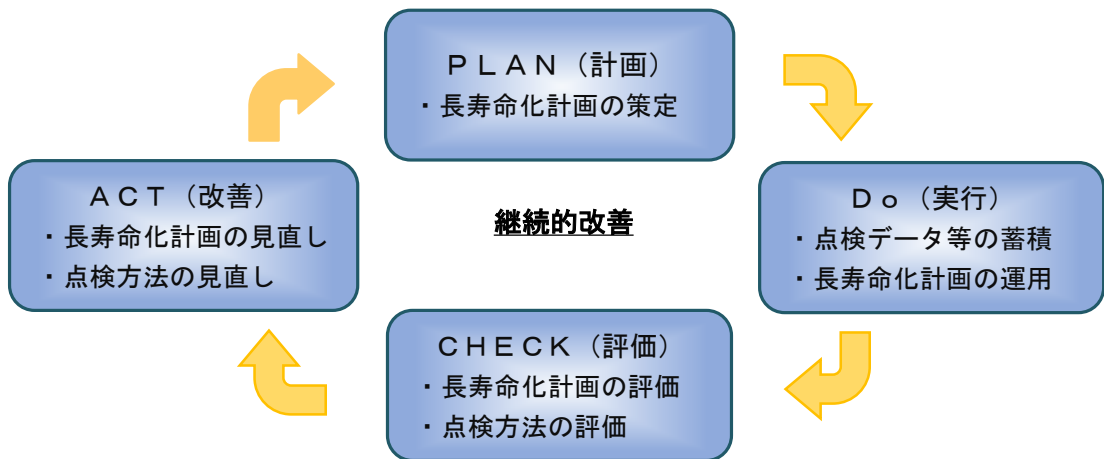 ＰＬＡＮ（計画）
・長寿命化計画の策定
ＡＣＴ（改善）
・長寿命化計画の見直し
・点検方法の見直し
継続的改善
Ｄｏ（実行）
・点検データ等の蓄積
・長寿命化計画の運用
ＣＨＥＣＫ（評価）
・長寿命化計画の評価
・点検方法の評価